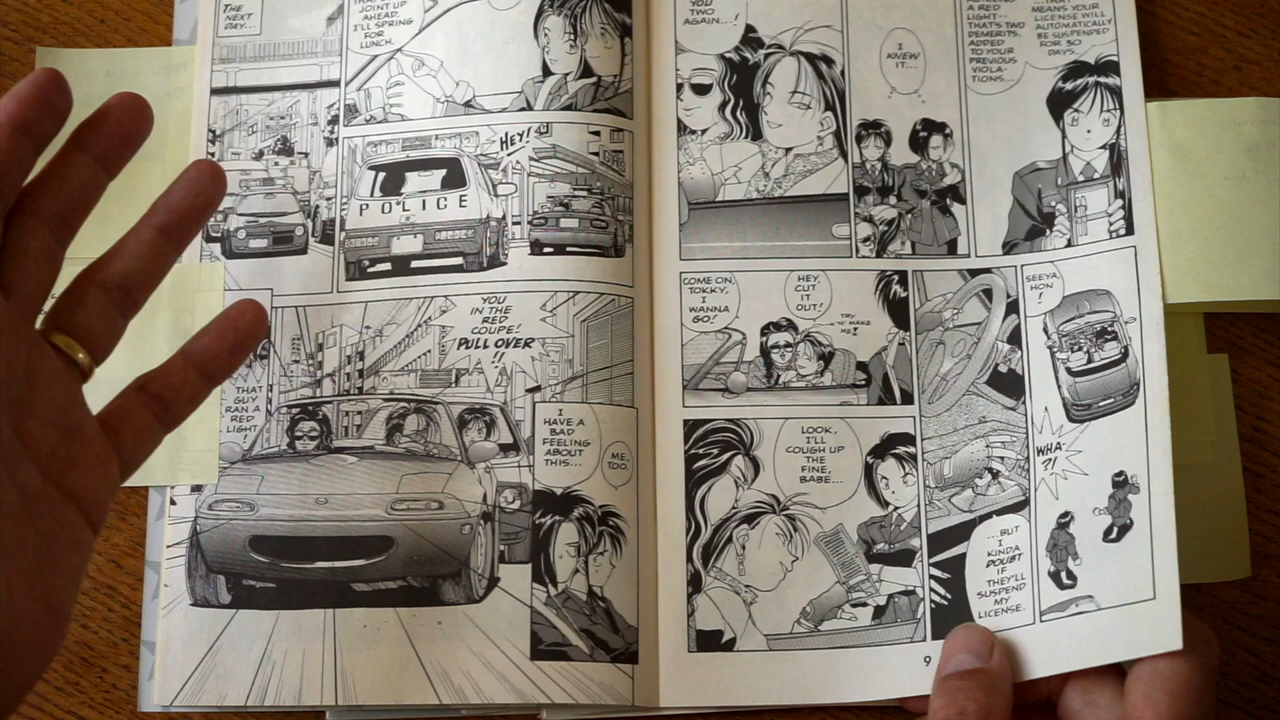 THE
NEXT
DAY...
JOINT UP
AHEAD.
I'LL SPRING
FOR
LUNCH.
HEY!
POLICE
YOU
IN THE
RED
COUPE!
PULL OVER
!!
THAT
GUY
RAN A
RED
LIGHT
!
I
HAVE A
BAD
FEELING
ABOUT
THIS...
ME,
TOO.
YOU
TWO
AGAIN...!
I
KNEW
IT...
A RED
LIGHT--
THAT'S TWO
DEMERITS.
ADDED
TO YOUR
PREVIOUS
VIOLA-
TIONS...
...THAT
MEANS YOUR
LICENSE WILL
AUTOMATICALLY
BE SUSPENDED
FOR 30
DAYS.
COME ON,
TOKKY,
I
WANNA
GO!
HEY,
CUT
IT
OUT!
TRY
'N' MAKE
ME!
LOOK,
I'LL
COUGH UP
THE
FINE,
BABE...
...BUT
I
KINDA
DOUBT
IF
THEY'LL
SUSPEND
MY
LICENSE.
SEEYA,
HON
!
WHA-
?!
9